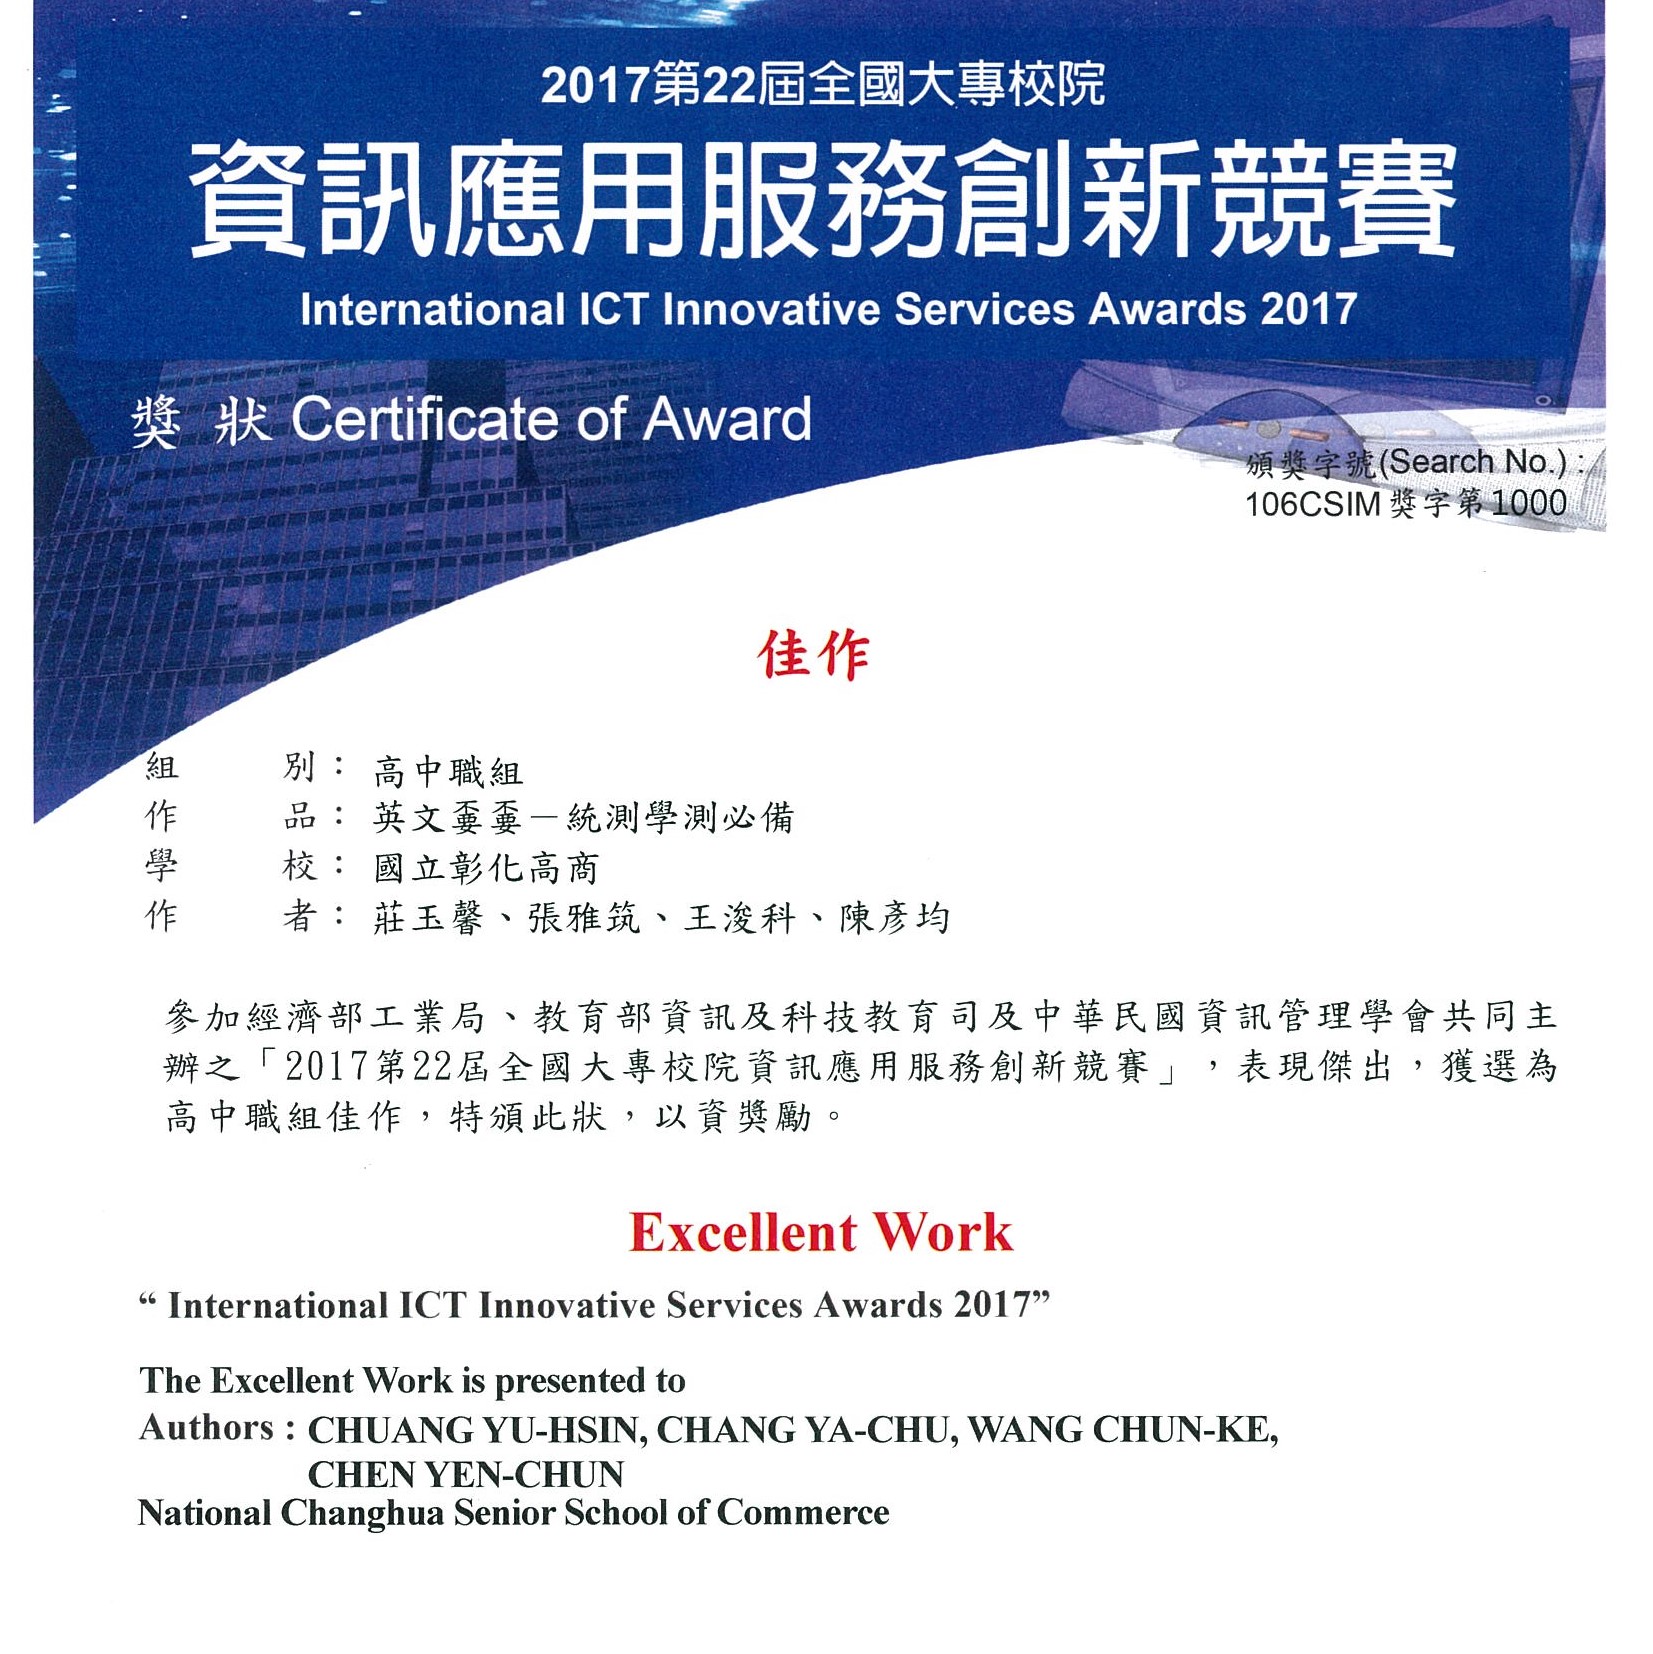 2017第22屆全國大專校院
資訊應用服務創新競賽
International ICT Innovative Services Awards 2017
獎 狀 Certificate of Award
頒獎字號(Search No.) :
106CSIM 獎字第1000
佳作
組 別： 高中職組
作 品： 英文嫑嫑－統測學測必備
學 校： 國立彰化高商
作 者： 莊玉馨、張雅筑、王浚科、陳彥均
參加經濟部工業局、教育部資訊及科技教育司及中華民國資訊管理學會共同主
辦之「2017第22屆全國大專校院資訊應用服務創新競賽」，表現傑出，獲選為
高中職組佳作，特頒此狀，以資獎勵。
Excellent Work
“ International ICT Innovative Services Awards 2017”
The Excellent Work is presented to
Authors : CHUANG YU-HSIN, CHANG YA-CHU, WANG CHUN-KE,
CHEN YEN-CHUN
National Changhua Senior School of Commerce